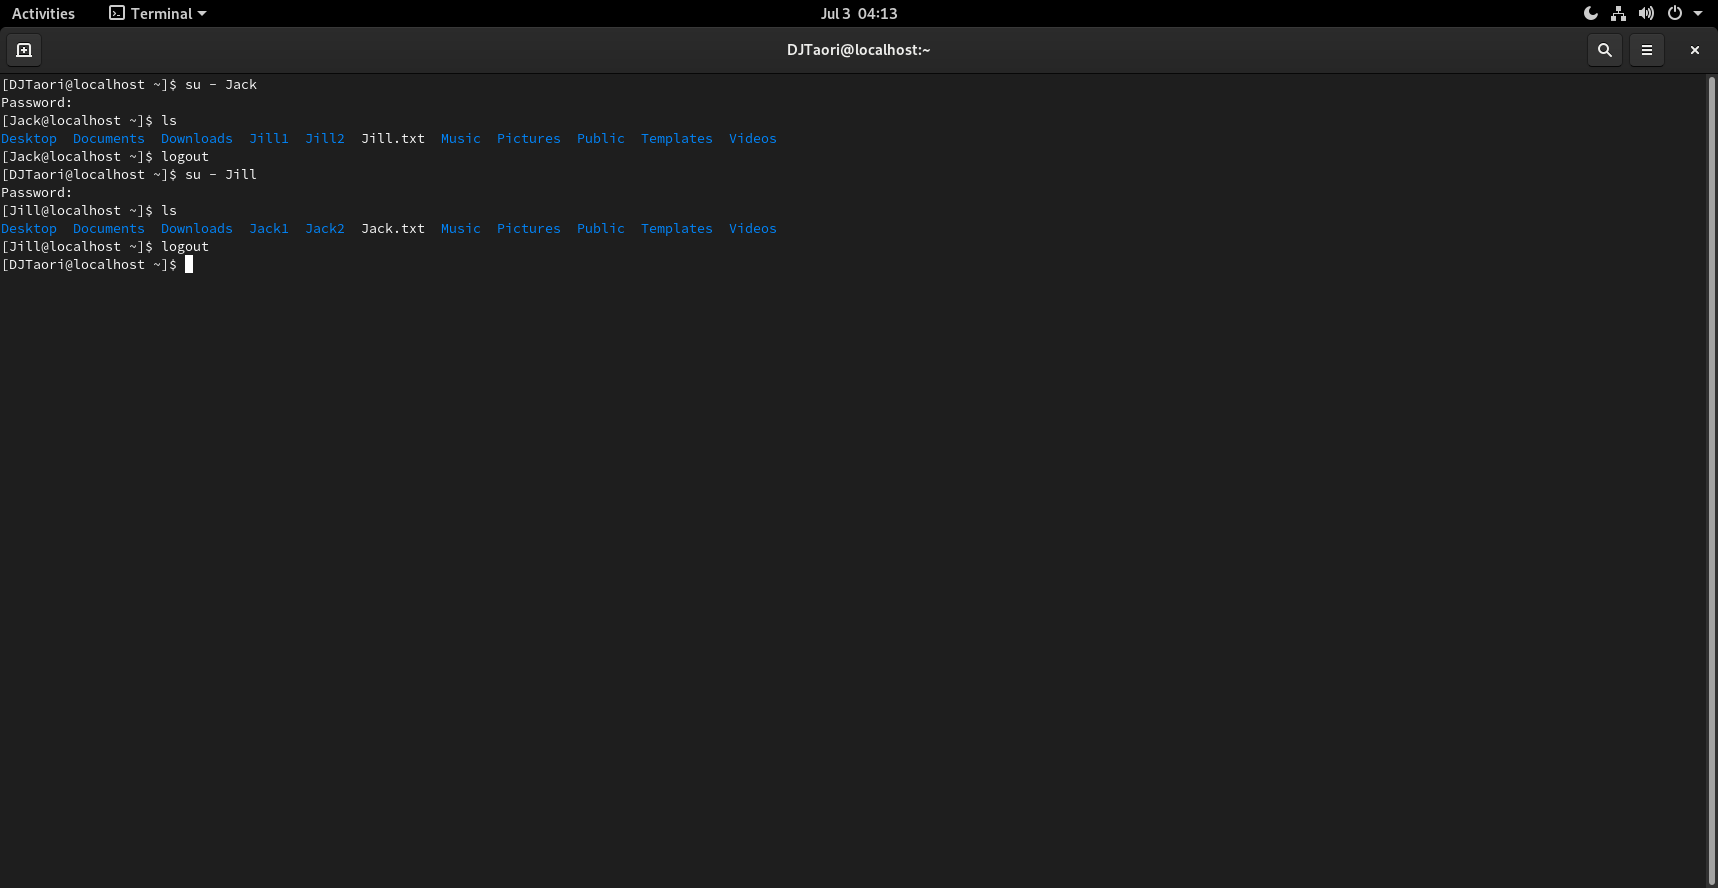 Activities Terminal Jul 3 04:13
DJTaori@localhost:~
[DJTaori@localhost ~]$ su - Jack
Password:
[Jack@localhost ~]$ ls
Desktop Documents Downloads Jill1 Jill2 Jill.txt Music Pictures Public Templates Videos
[Jack@localhost ~]$ logout
[DJTaori@localhost ~]$ su - Jill
Password:
[Jill@localhost ~]$ ls
Desktop Documents Downloads Jack1 Jack2 Jack.txt Music Pictures Public Templates Videos
[Jill@localhost ~]$ logout
[DJTaori@localhost ~]$